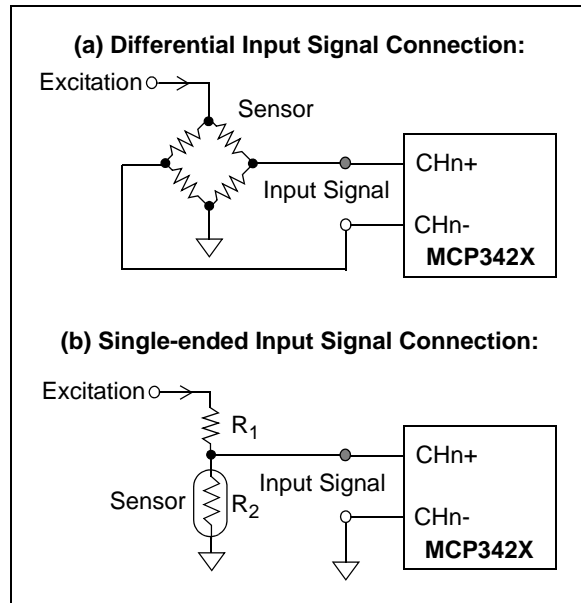 (a) Differential Input Signal Connection:
Excitation
Sensor
CHn+
Input Signal
CHn-
MCP342X
(b) Single-ended Input Signal Connection:
Excitation
R1
CHn+
Input Signal
Sensor
R2
CHn-
MCP342X